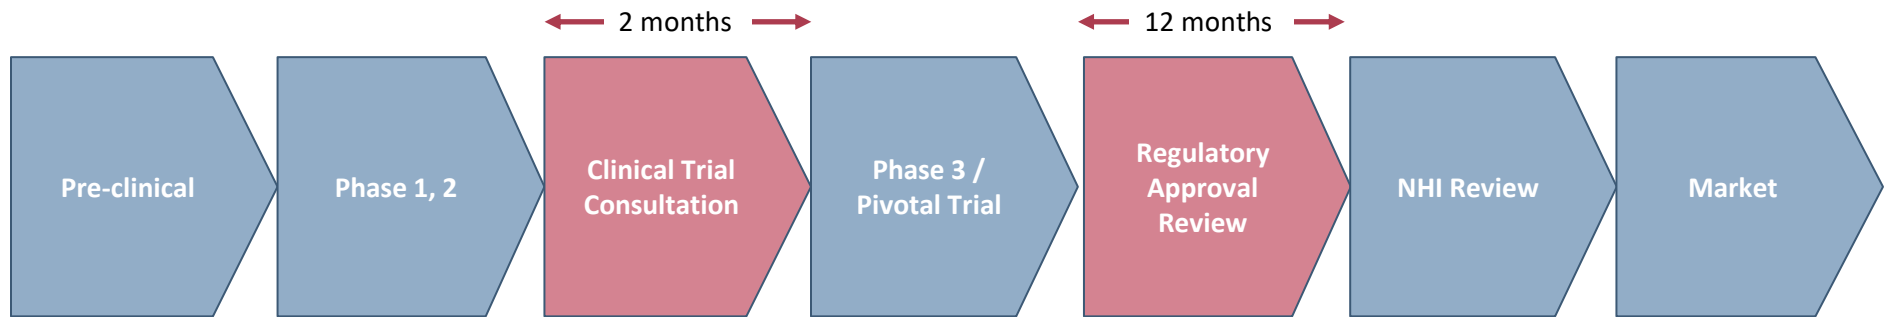 2 months
12 months
Pre-clinical
Phase 1, 2
Clinical Trial
Consultation
Phase 3 /
Pivotal Trial
Regulatory
Approval
Review
NHI Review
Market